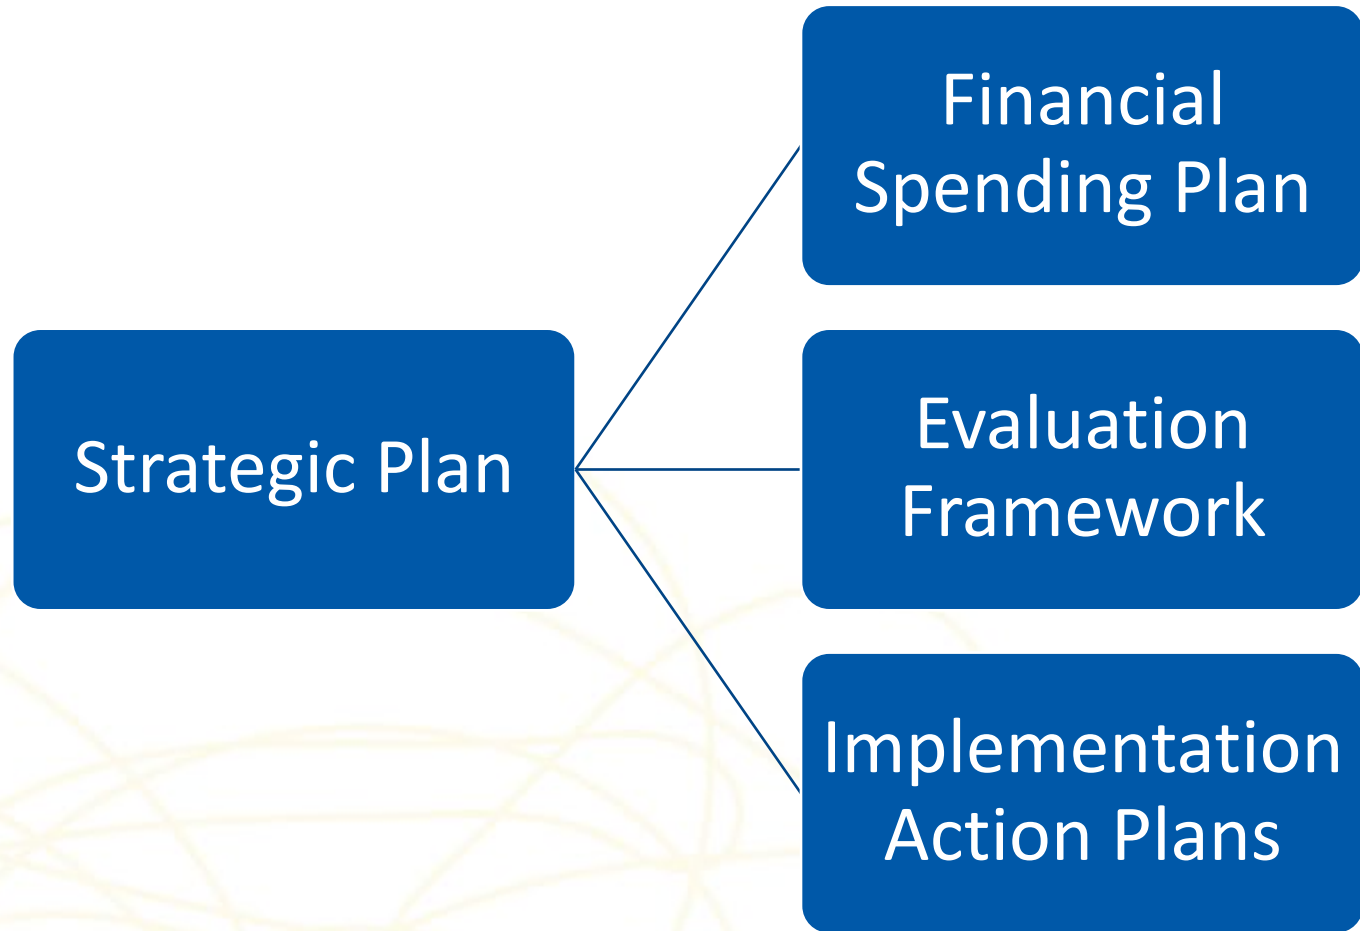 Financial
Spending Plan
Strategic Plan
Evaluation
Framework
Implementation
Action Plans